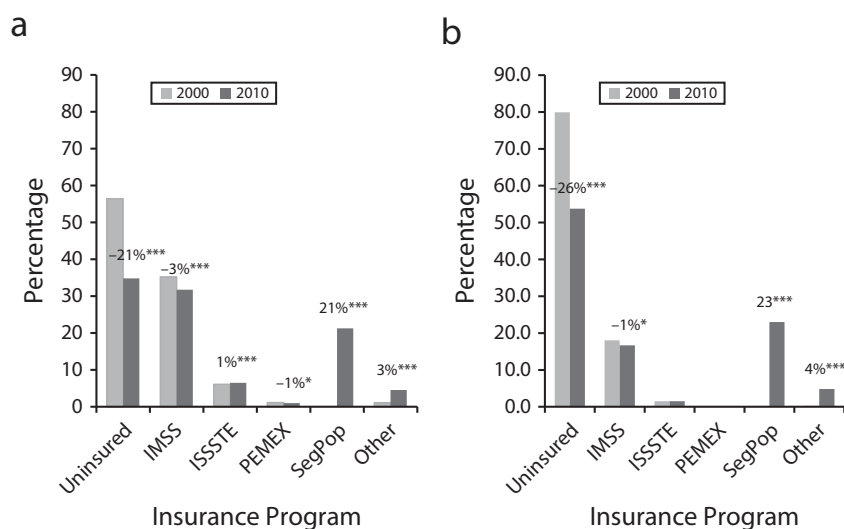 a
90
80
70
60
50
40
30
20
10
0
Percentage
2000 2010
–21%***
–3%***
1%***
–1%*
21%***
3%***
Uninsured
IMSS
ISSSTE
PEMEX
SegPop
Other
Insurance Program
b
90.0
80.0
70.0
60.0
50.0
40.0
30.0
20.0
10.0
0.0
Percentage
2000 2010
–26%***
–1%*
23***
4%***
Uninsured
IMSS
ISSSTE
PEMEX
SegPop
Other
Insurance Program